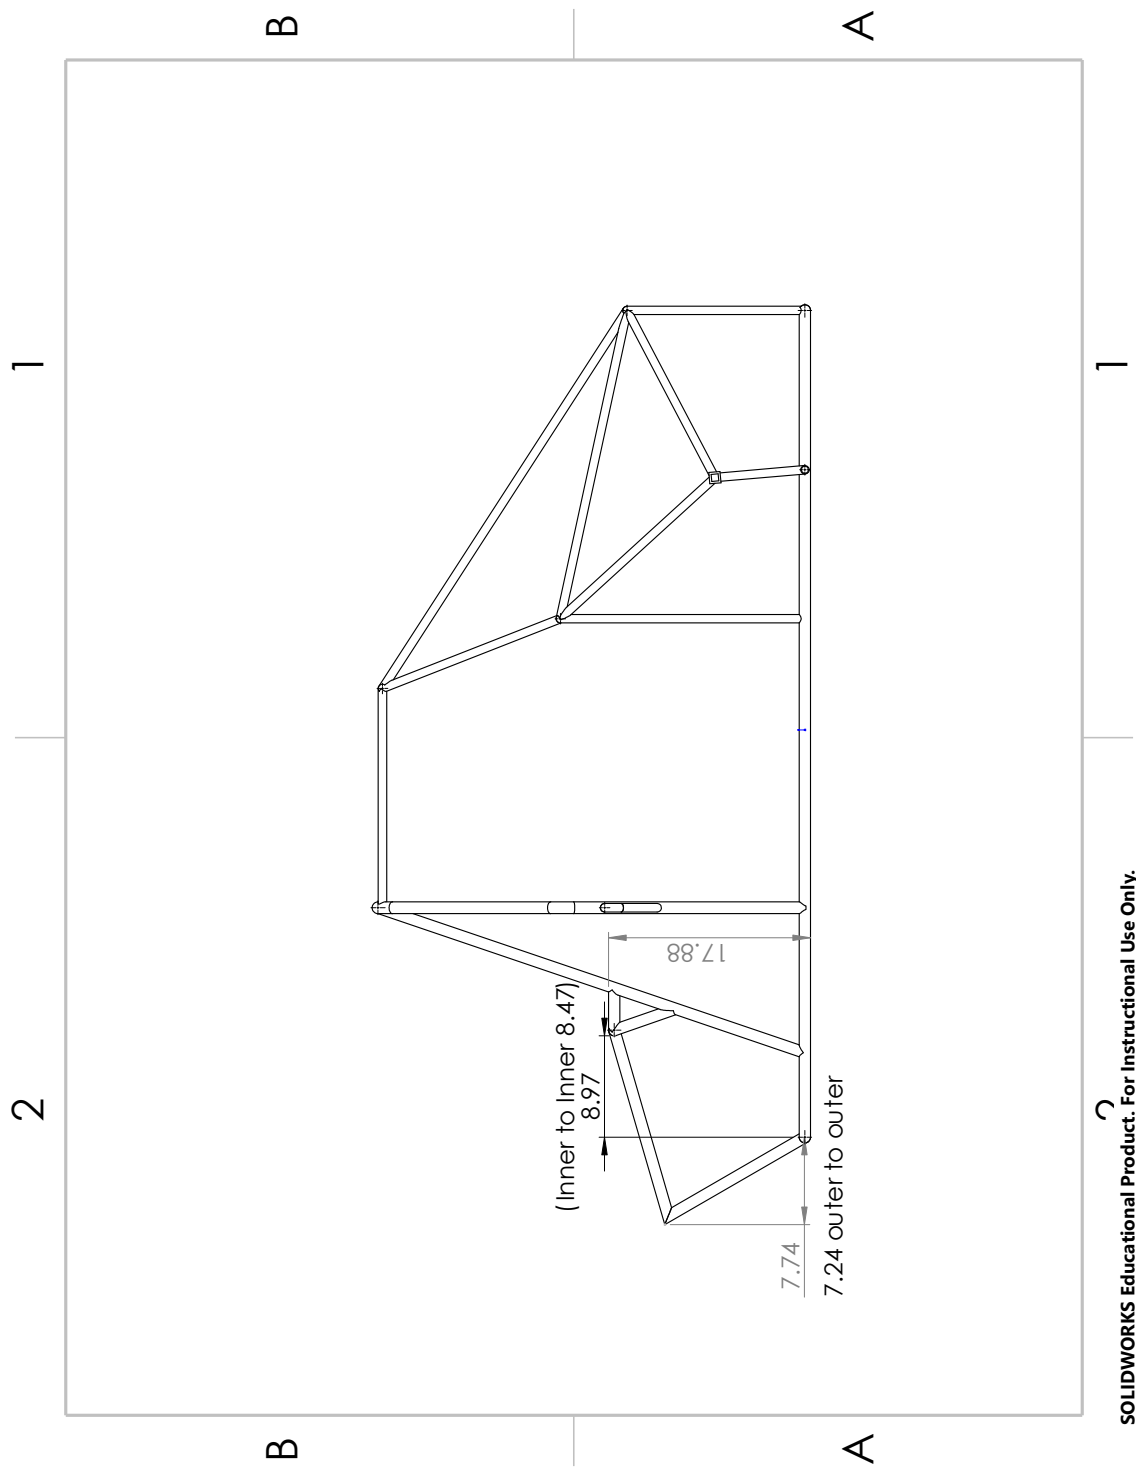 B
A
1
1
17.88
(Inner to Inner 8.47)
8.97
7.74
7.24 outer to outer
2
2
B
A
SOLIDWORKS Educational Product. For Instructional Use Only.